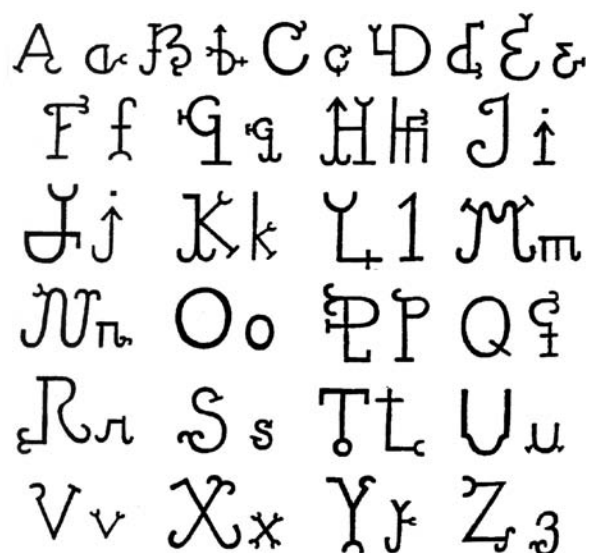 A a B b C c D d E e
F f G g H h I i
J j K k L l M m
N n O o P p Q q
R r S s T t U u
V v X x Y y Z z